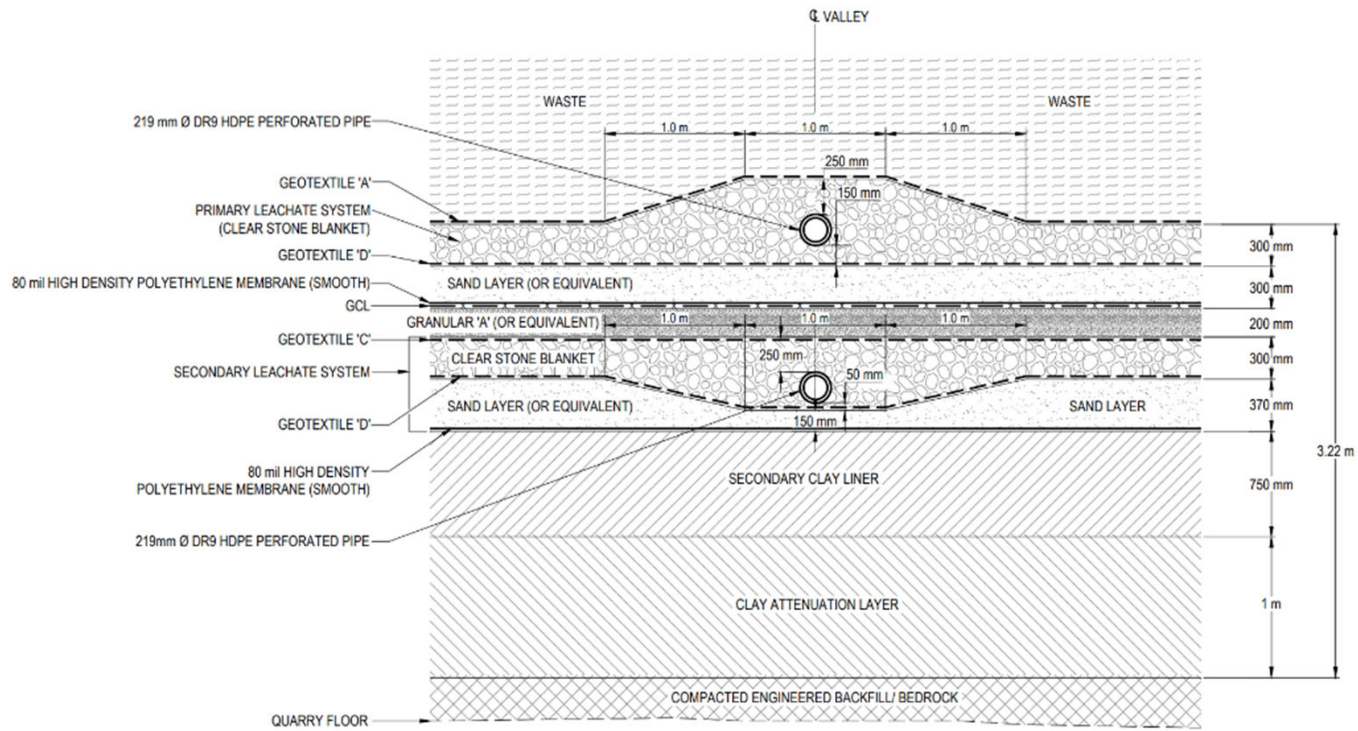 ℄ VALLEY
WASTE
WASTE
219 mm Ø DR9 HDPE PERFORATED PIPE
1.0 m
1.0 m
1.0 m
250 mm
150 mm
GEOTEXTILE 'A'
PRIMARY LEACHATE SYSTEM
(CLEAR STONE BLANKET)
300 mm
GEOTEXTILE 'D'
80 mil HIGH DENSITY POLYETHYLENE MEMBRANE (SMOOTH)
SAND LAYER (OR EQUIVALENT)
300 mm
GCL
GRANULAR 'A' (OR EQUIVALENT)
1.0 m
1.0 m
1.0 m
200 mm
GEOTEXTILE 'C'
CLEAR STONE BLANKET
250 mm
50 mm
300 mm
SECONDARY LEACHATE SYSTEM
SAND LAYER (OR EQUIVALENT)
SAND LAYER
370 mm
GEOTEXTILE 'D'
150 mm
80 mil HIGH DENSITY
POLYETHYLENE MEMBRANE (SMOOTH)
SECONDARY CLAY LINER
750 mm
3.22 m
219mm Ø DR9 HDPE PERFORATED PIPE
CLAY ATTENUATION LAYER
1 m
COMPACTED ENGINEERED BACKFILL/ BEDROCK
QUARRY FLOOR